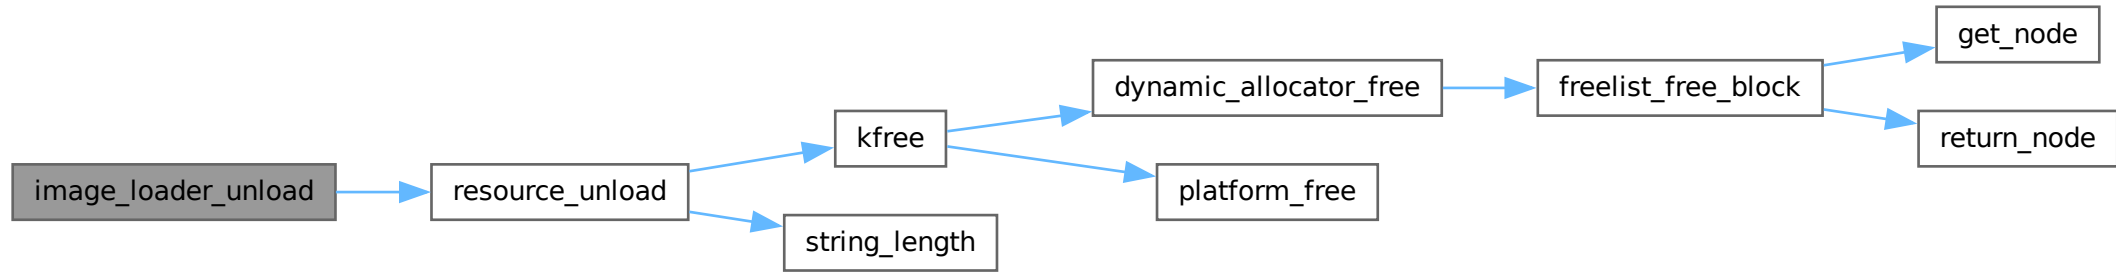 image_loader_unload
resource_unload
kfree
string_length
dynamic_allocator_free
platform_free
freelist_free_block
get_node
return_node